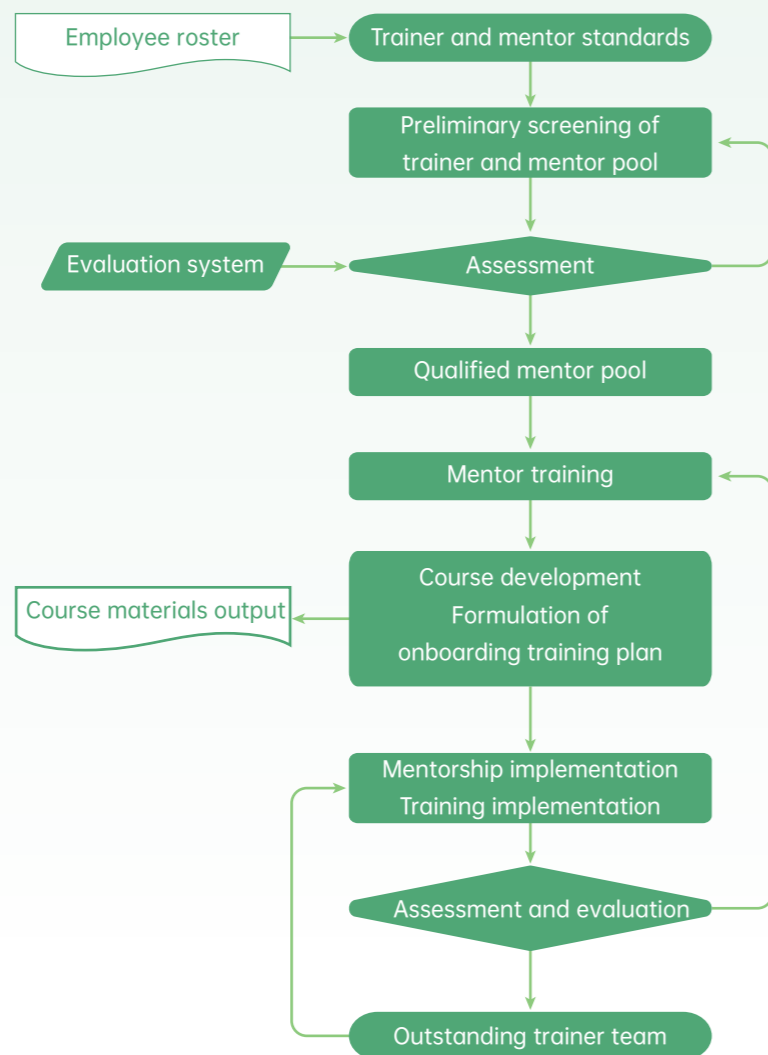 Employee roster
Trainer and mentor standards
Preliminary screening of
trainer and mentor pool
Evaluation system
Assessment
Qualified mentor pool
Mentor training
Course development
Formulation of
onboarding training plan
Course materials output
Mentorship implementation
Training implementation
Assessment and evaluation
Outstanding trainer team